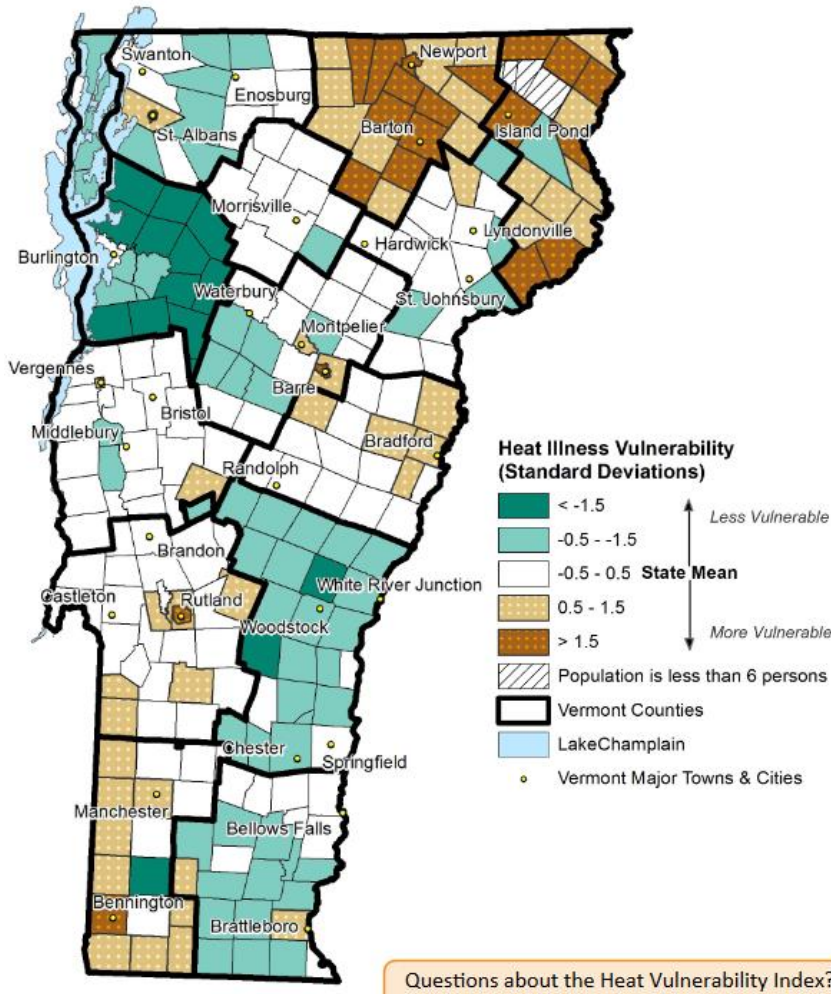 Swanton
Newport
Enosburg
St. Albans
Barton
Island Pond
Morrisville
Hardwick
Lyndonville
Burlington
Waterbury
St. Johnsbury
Montpelier
Vergennes
Barre
Bristol
Middlebury
Bradford
Randolph
Brandon
White River Junction
Castleton
Rutland
Woodstock
Chester
Springfield
Manchester
Bellows Falls
Bennington
Brattleboro
Heat Illness Vulnerability
(Standard Deviations)
< -1.5
Less Vulnerable
-0.5 - -1.5
-0.5 - 0.5 State Mean
0.5 - 1.5
> 1.5
More Vulnerable
Population is less than 6 persons
Vermont Counties
LakeChamplain
Vermont Major Towns & Cities
Questions about the Heat Vulnerability Index?